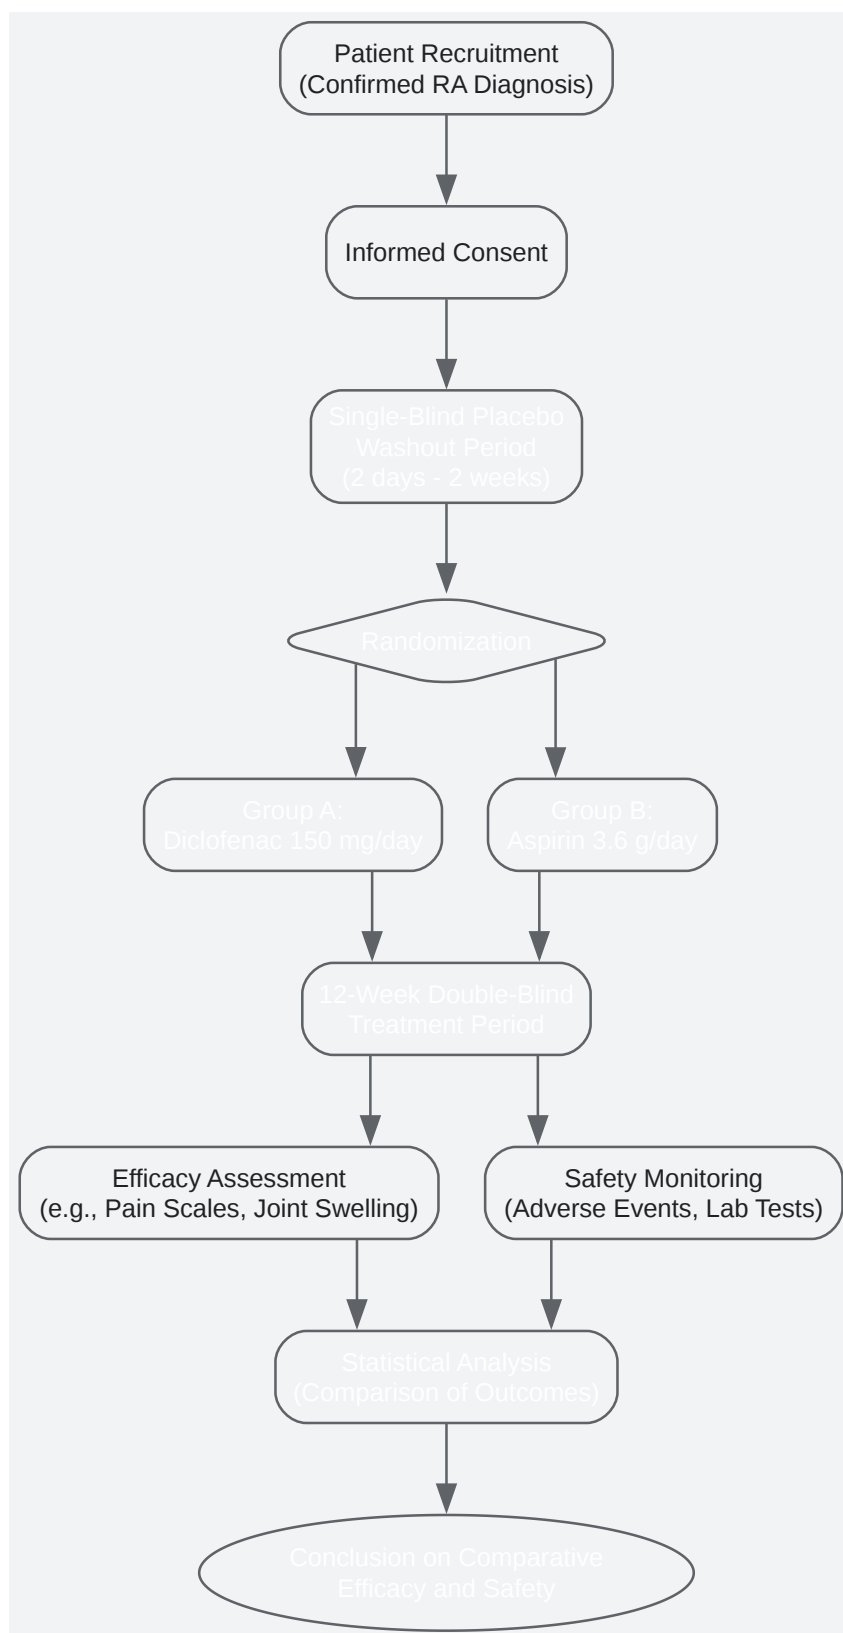 Patient Recruitment
(Confirmed RA Diagnosis)
Informed Consent
Single-Blind Placebo
Washout Period
(2 days - 2 weeks)
Randomization
Group A:
Diclofenac 150 mg/day
Group B:
Aspirin 3.6 g/day
12-Week Double-Blind
Treatment Period
Efficacy Assessment
(e.g., Pain Scales, Joint Swelling)
Safety Monitoring
(Adverse Events, Lab Tests)
Statistical Analysis
(Comparison of Outcomes)
Conclusion on Comparative
Efficacy and Safety